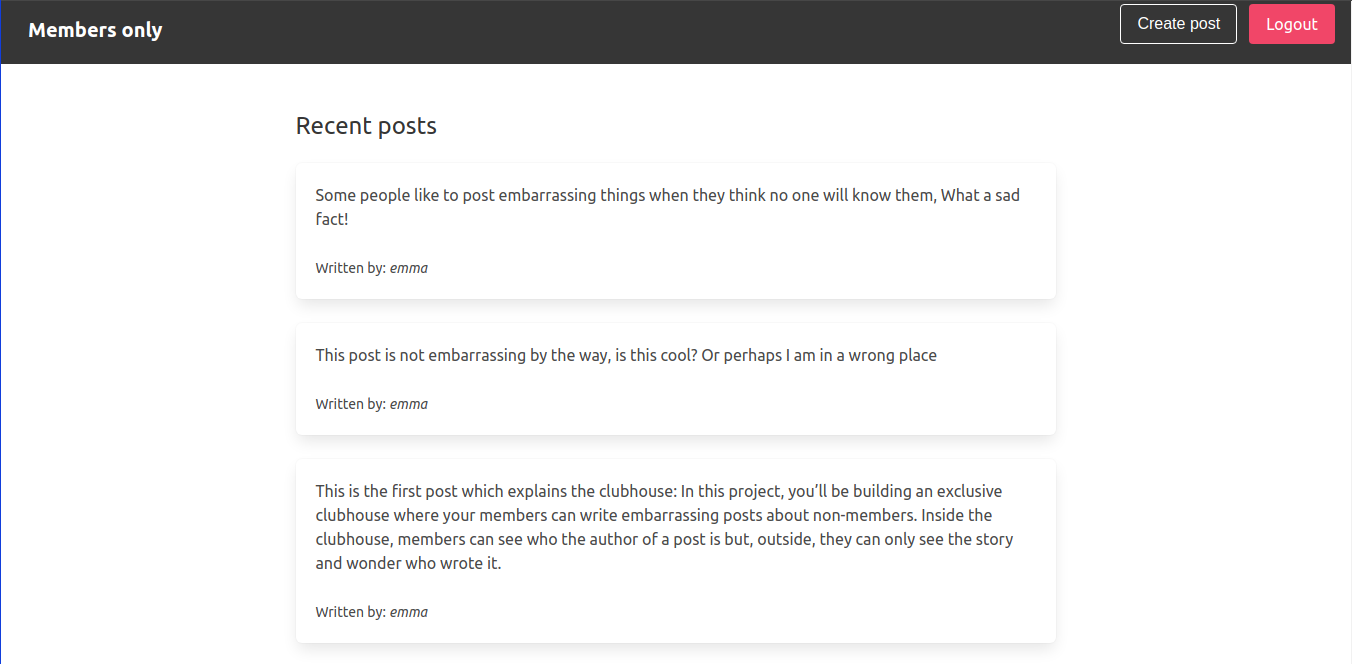 Members only
Create post
Logout
Recent posts
Some people like to post embarrassing things when they think no one will know them, What a sad
fact!
Written by: emma
This post is not embarrassing by the way, is this cool? Or perhaps I am in a wrong place
Written by: emma
This is the first post which explains the clubhouse: In this project, you’ll be building an exclusive
clubhouse where your members can write embarrassing posts about non-members. Inside the
clubhouse, members can see who the author of a post is but, outside, they can only see the story
and wonder who wrote it.
Written by: emma